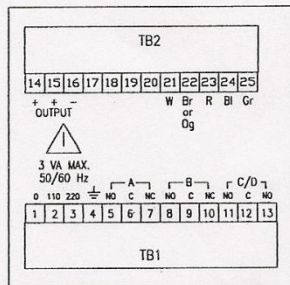 TB2
14 15 16 17 18 19 20 21 22 23 24 25
+ + - W Br R Bl Gr
OUTPUT or
Og
3 VA MAX.
50/60 Hz
A B C/D
0 110 220 NO C NC NO C NC NO C NO
1 2 3 4 5 6 7 8 9 10 11 12 13
TB1